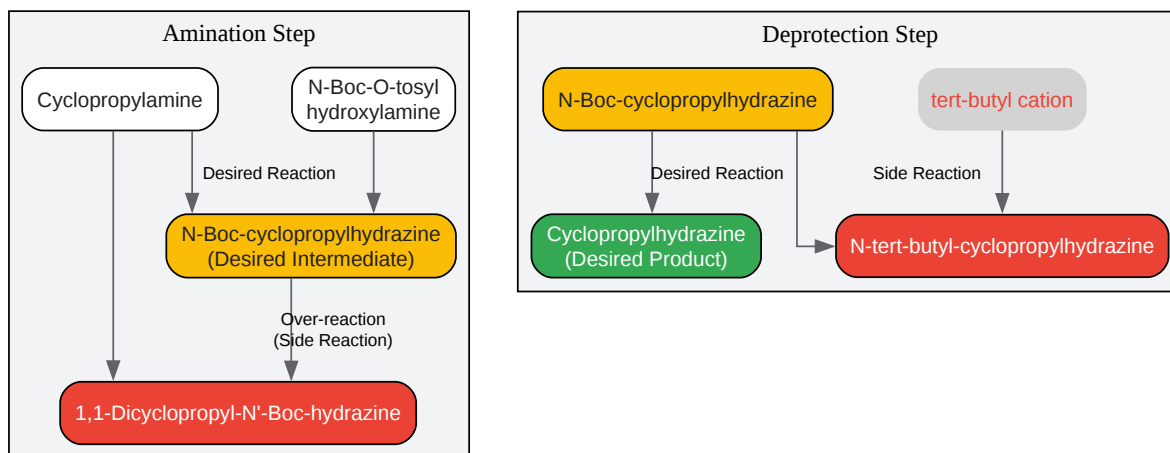 Amination Step
Cyclopropylamine
N-Boc-O-tosyl
hydroxylamine
Desired Reaction
N-Boc-cyclopropylhydrazine
(Desired Intermediate)
Over-reaction
(Side Reaction)
1,1-Dicyclopropyl-N'-Boc-hydrazine
Deprotection Step
N-Boc-cyclopropylhydrazine
tert-butyl cation
Desired Reaction
Side Reaction
Cyclopropylhydrazine
(Desired Product)
N-tert-butyl-cyclopropylhydrazine